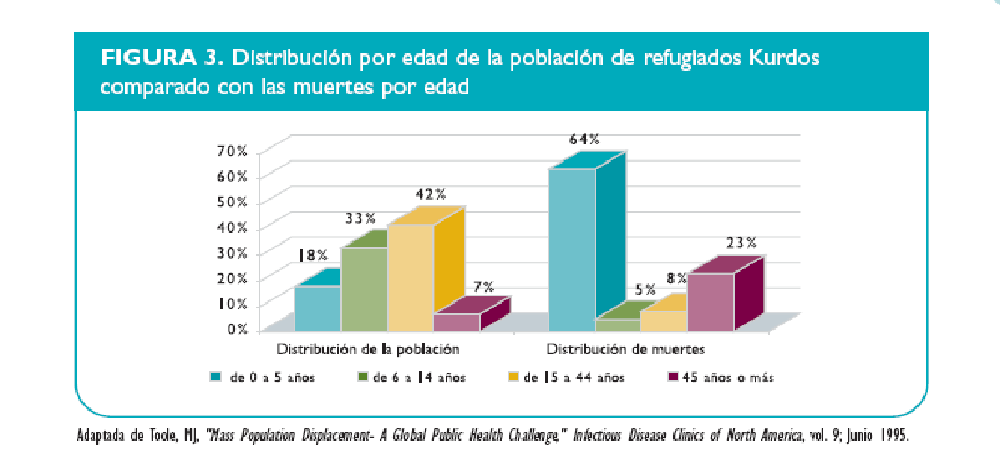 FIGURA 3. Distribución por edad de la población de refugiados Kurdos
comparado con las muertes por edad
70%
60%
50%
40%
30%
20%
10%
0%
18%
33%
42%
7%
64%
5%
8%
23%
Distribución de la población
Distribución de muertes
de 0 a 5 años
de 6 a 14 años
de 15 a 44 años
45 años o más
Adaptada de Toole, MJ, "Mass Population Displacement- A Global Public Health Challenge," Infectious Disease Clinics of North America, vol. 9; Junio 1995.